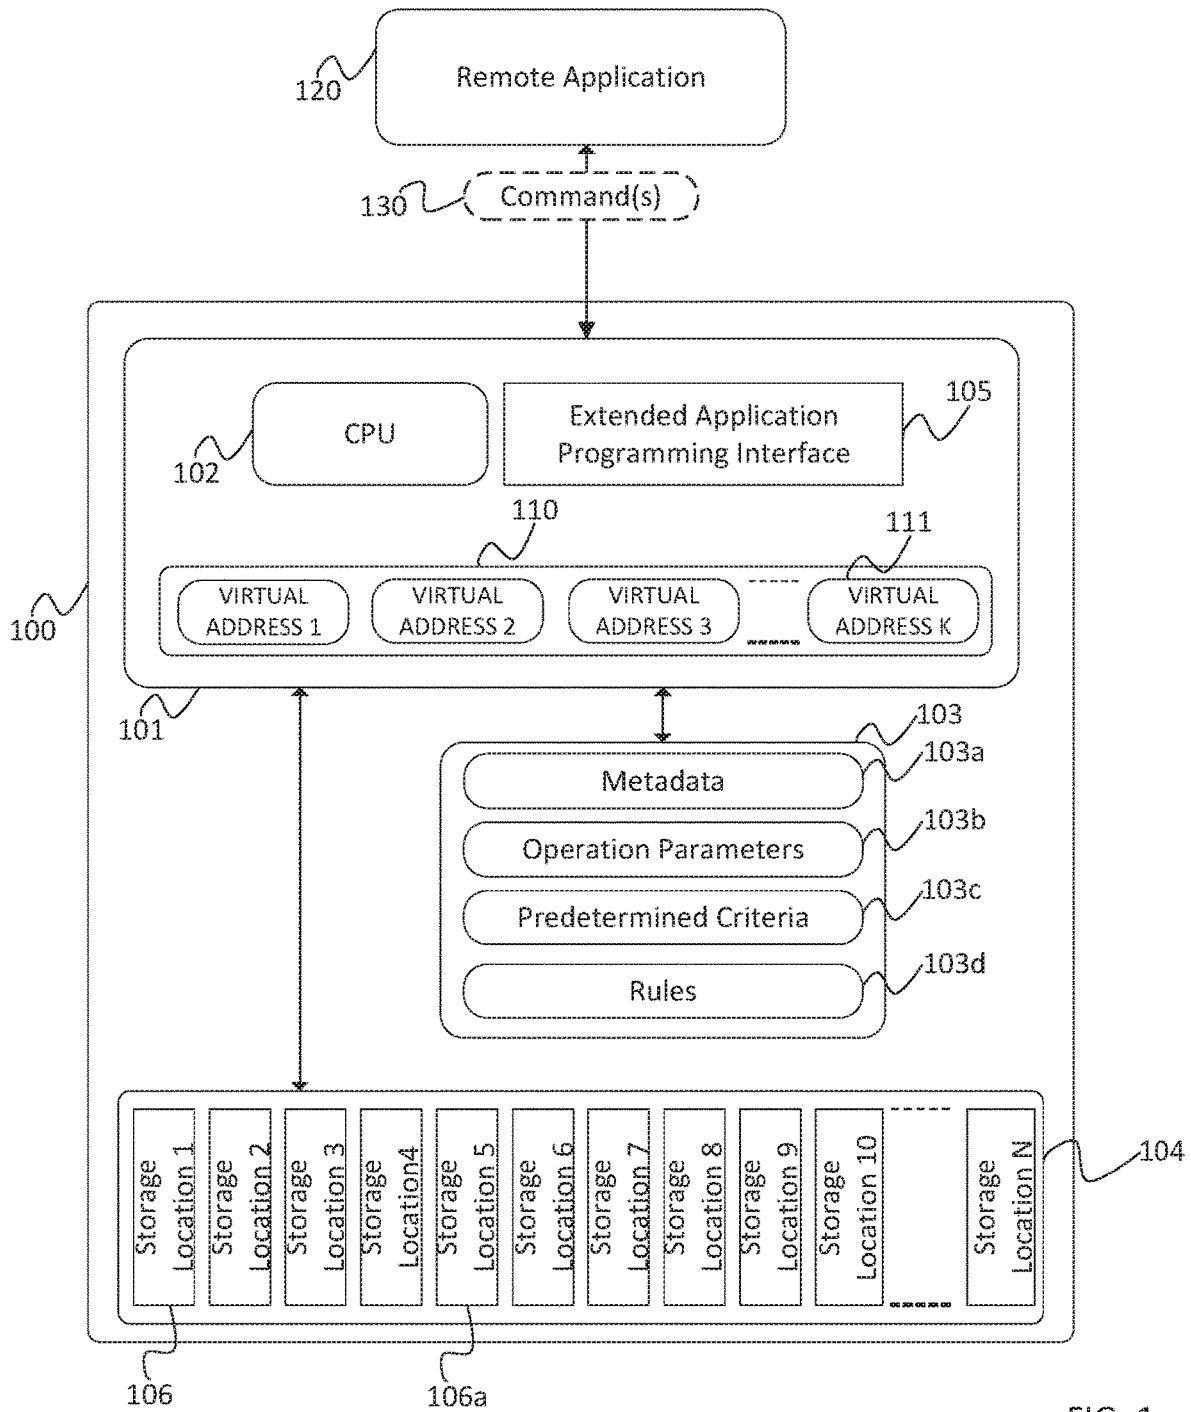 Remote Application
120
Command(s)
130
CPU
Extended Application
Programming Interface
105
102
110
111
VIRTUAL
ADDRESS 1
VIRTUAL
ADDRESS 2
VIRTUAL
ADDRESS 3
VIRTUAL
ADDRESS K
100
101
103
Metadata
103a
Operation Parameters
103b
Predetermined Criteria
103c
Rules
103d
Storage
Location 1
Storage
Location 2
Storage
Location 3
Storage
Location4
Storage
Location 5
Storage
Location 6
Storage
Location 7
Storage
Location 8
Storage
Location 9
Storage
Location 10
Storage
Location N
104
106
106a
FIG. 1